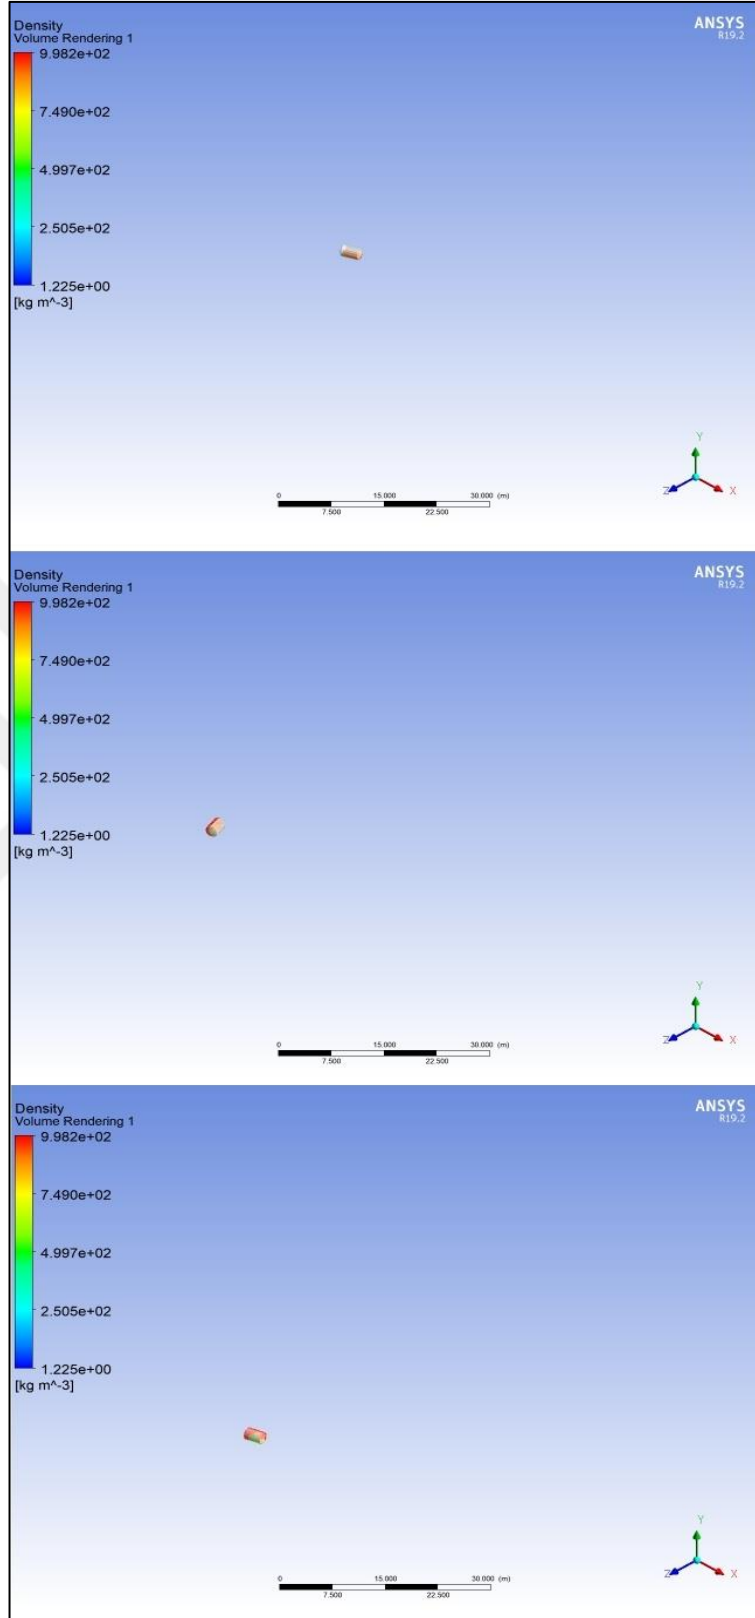 Density
Volume Rendering 1
9.982e+02
7.490e+02
4.997e+02
2.505e+02
1.225e+00
[kg m^-3]
ANSYS
R19.2
0 15.000 30.000 (m)
7.500 22.500
Y
Z X
Density
Volume Rendering 1
9.982e+02
7.490e+02
4.997e+02
2.505e+02
1.225e+00
[kg m^-3]
ANSYS
R19.2
0 15.000 30.000 (m)
7.500 22.500
Y
Z X
Density
Volume Rendering 1
9.982e+02
7.490e+02
4.997e+02
2.505e+02
1.225e+00
[kg m^-3]
ANSYS
R19.2
0 15.000 30.000 (m)
7.500 22.500
Y
Z X